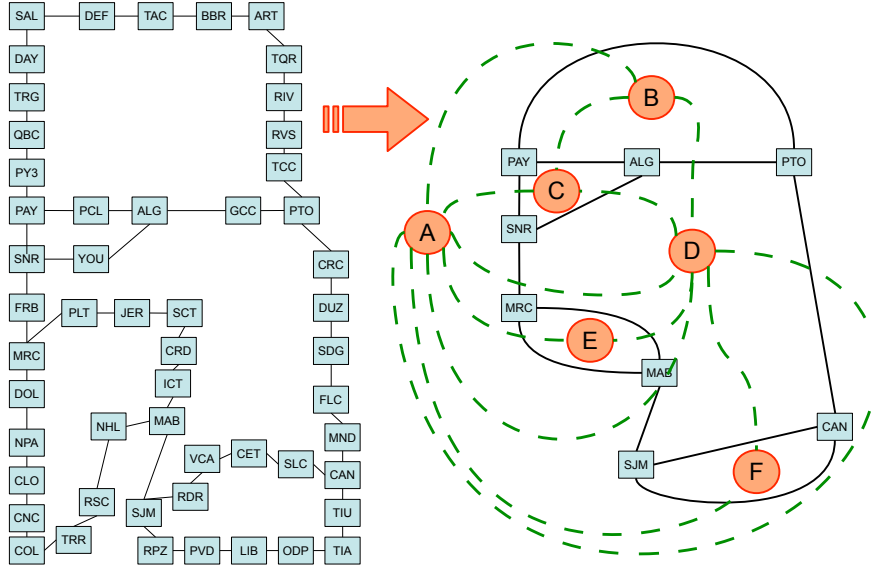 SAL DEF TAC BBR ART
DAY TQR
TRG RIV
QBC RVS
PY3 TCC
PAY PCL ALG GCC PTO
SNR YOU CRC
FRB PLT JER SCT DUZ
MRC CRD SDG
DOL ICT FLC
NPA NHL MAB MND
CLO VCA CET SLC CAN
CNC RSC SJM RDR TIU
COL TRR RPZ PVD LIB ODP TIA
B
PAY ALG PTO
C
SNR A D
MRC E
MAB
CAN
SJM F